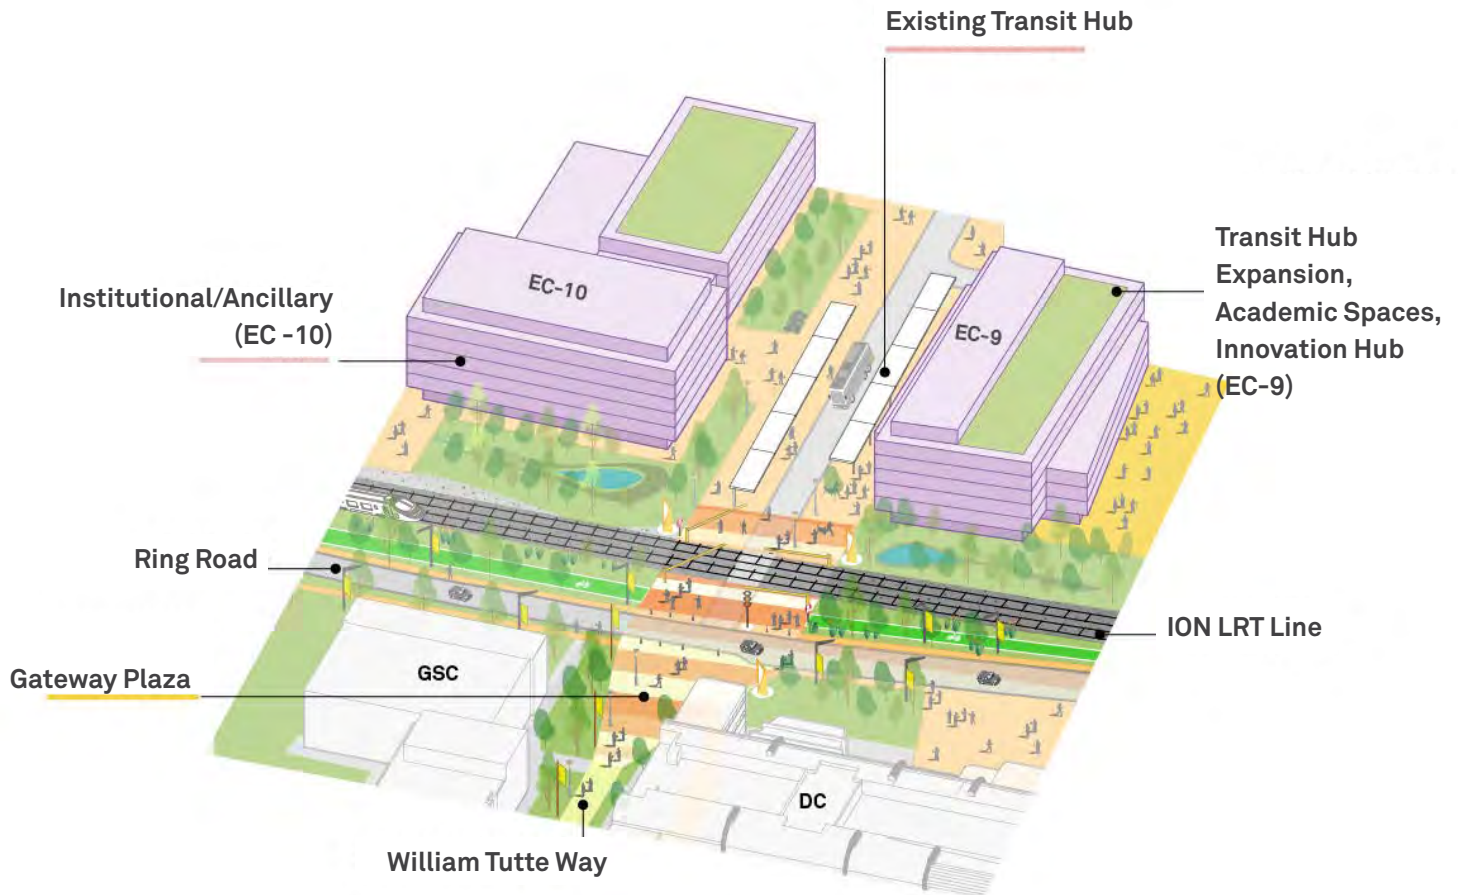 Existing Transit Hub
Transit Hub
Expansion,
Academic Spaces,
Innovation Hub
(EC-9)
EC-10
EC-9
Institutional/Ancillary
(EC -10)
Ring Road
ION LRT Line
GSC
Gateway Plaza
DC
William Tutte Way